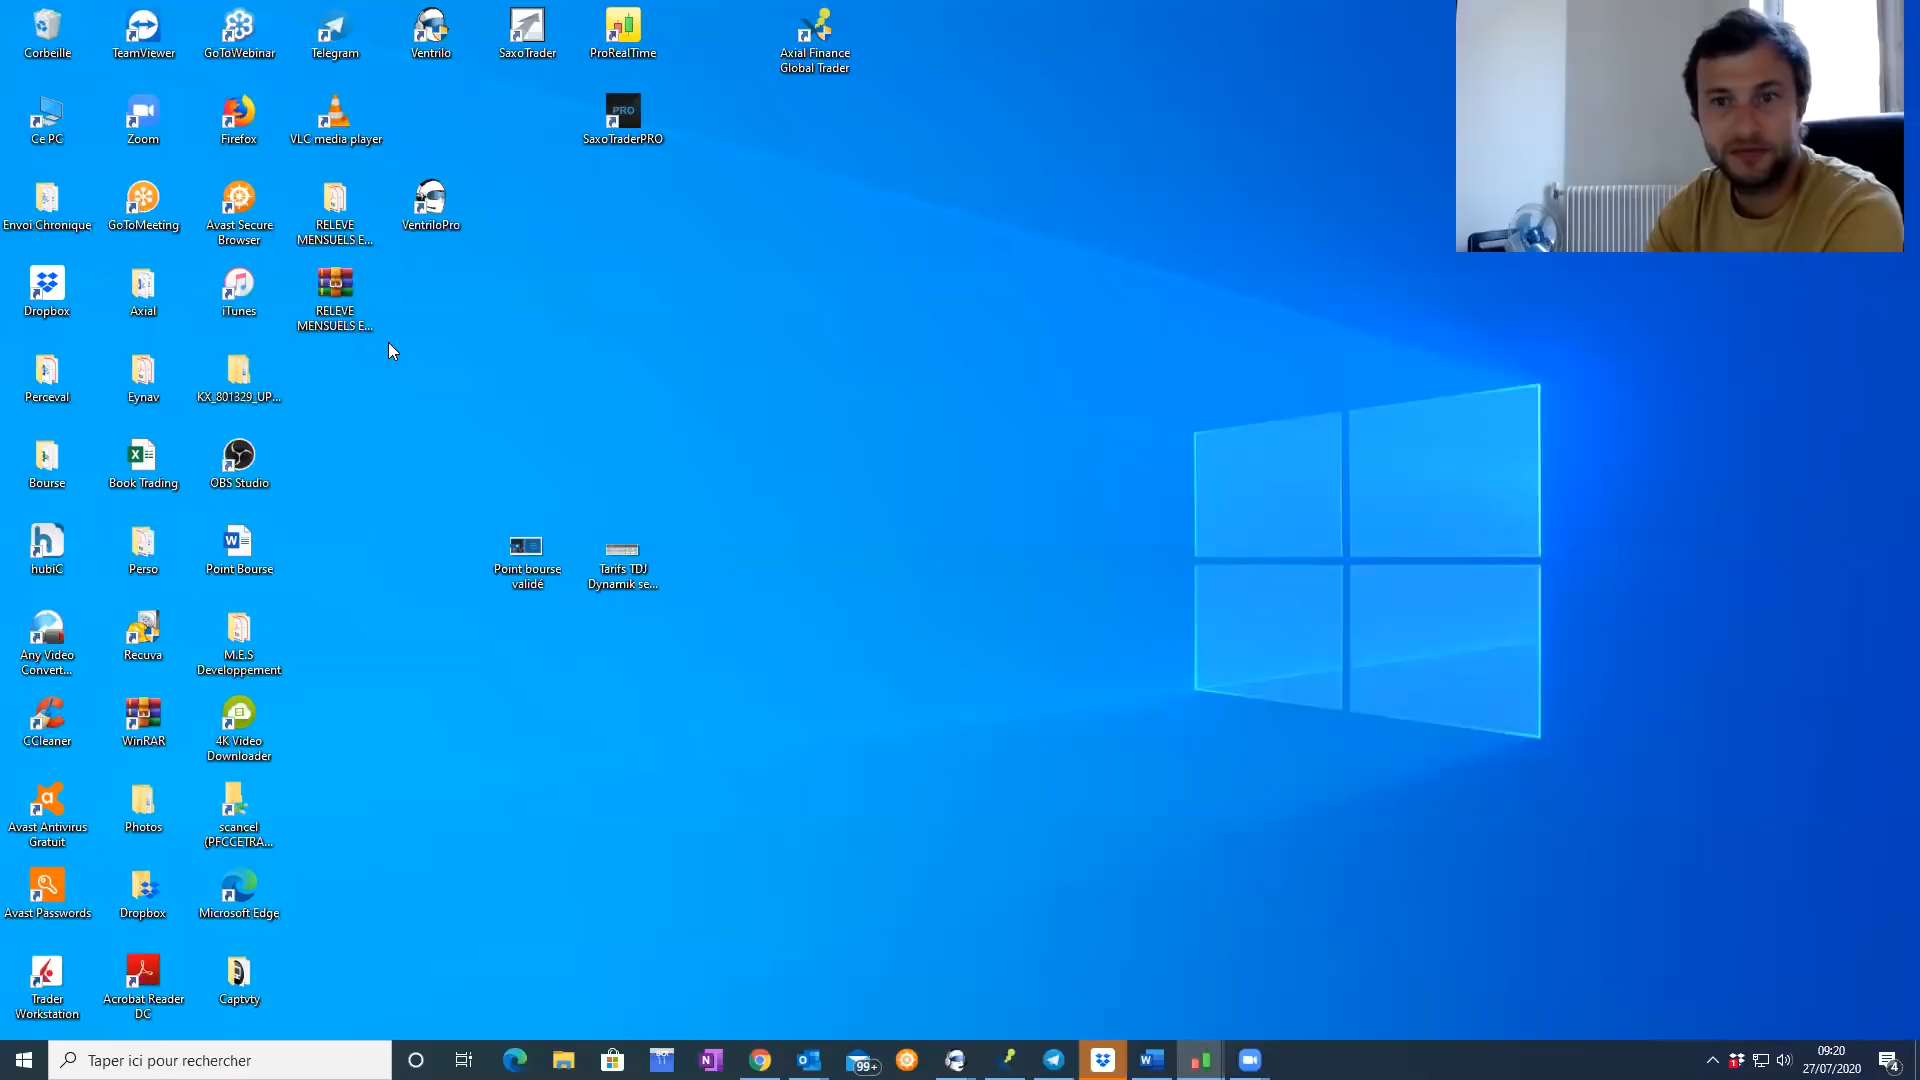 Corbeille
TeamViewer
GoToWebinar
Telegram
Ventrilo
SaxoTrader
ProRealTime
Axial Finance
Global Trader
Ce PC
Zoom
Firefox
VLC media player
PRO
SaxoTraderPRO
Envoi Chronique
GoToMeeting
Avast Secure
Browser
RELEVE
MENSUELS E...
VentriloPro
Dropbox
Axial
iTunes
RELEVE
MENSUELS E...
Perceval
Eynav
KX_801329_UP...
Bourse
Book Trading
OBS Studio
hubiC
Perso
Point Bourse
Point bourse
validé
Tarifs TDJ
Dynamik se...
Any Video
Convert...
Recuva
M.E.S
Developpement
CCleaner
WinRAR
4K Video
Downloader
Avast Antivirus
Gratuit
Photos
scancel
(PFCCETRA...
Avast Passwords
Dropbox
Microsoft Edge
Trader
Workstation
Acrobat Reader
DC
Captvty
Taper ici pour rechercher
99+
09:20
27/07/2020
4